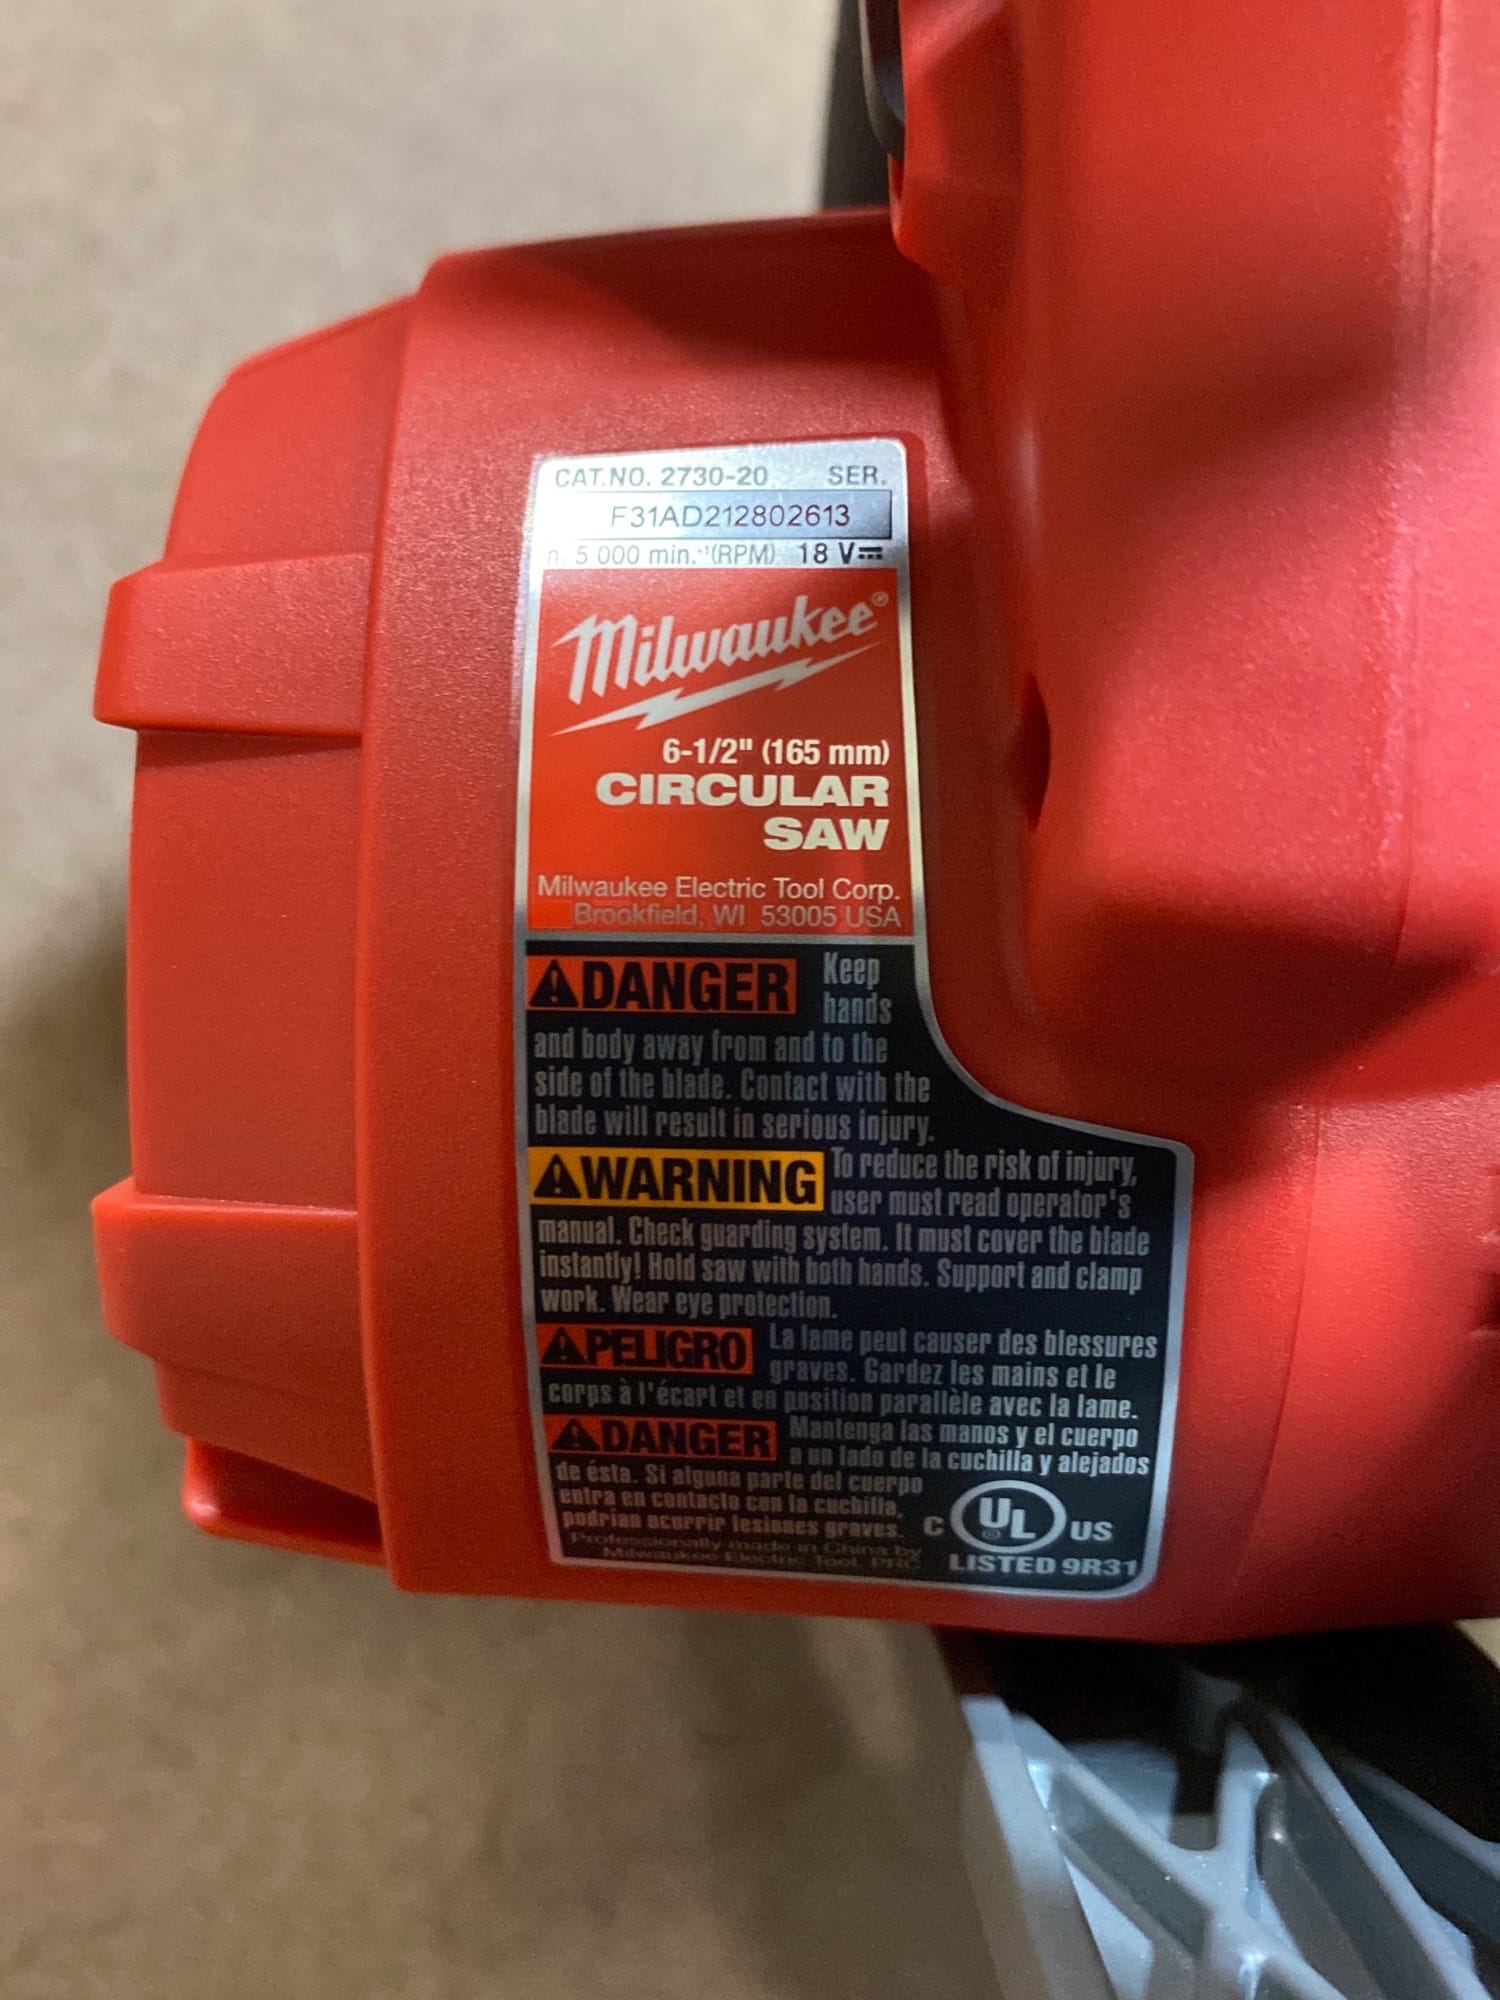 CAT.NO. 2730-20 SER.
F31AD212802613
n₀ 5 000 min.⁻¹(RPM) 18 V⎓
Milwaukee®
6-1/2" (165 mm)
CIRCULAR
SAW
Milwaukee Electric Tool Corp.
Brookfield, WI 53005 USA
⚠DANGER Keep
hands
and body away from and to the
side of the blade. Contact with the
blade will result in serious injury.
⚠WARNING To reduce the risk of injury,
user must read operator's
manual. Check guarding system. It must cover the blade
instantly! Hold saw with both hands. Support and clamp
work. Wear eye protection.
⚠PELIGRO La lame peut causer des blessures
graves. Gardez les mains et le
corps à l'écart et en position parallèle avec la lame.
⚠DANGER Mantenga las manos y el cuerpo
a un lado de la cuchilla y alejados
de ésta. Si alguna parte del cuerpo
entra en contacto con la cuchilla,
podrían ocurrir lesiones graves.
Professionally made in China by
Milwaukee Electric Tool, PRC
C UL® US
LISTED 9R31